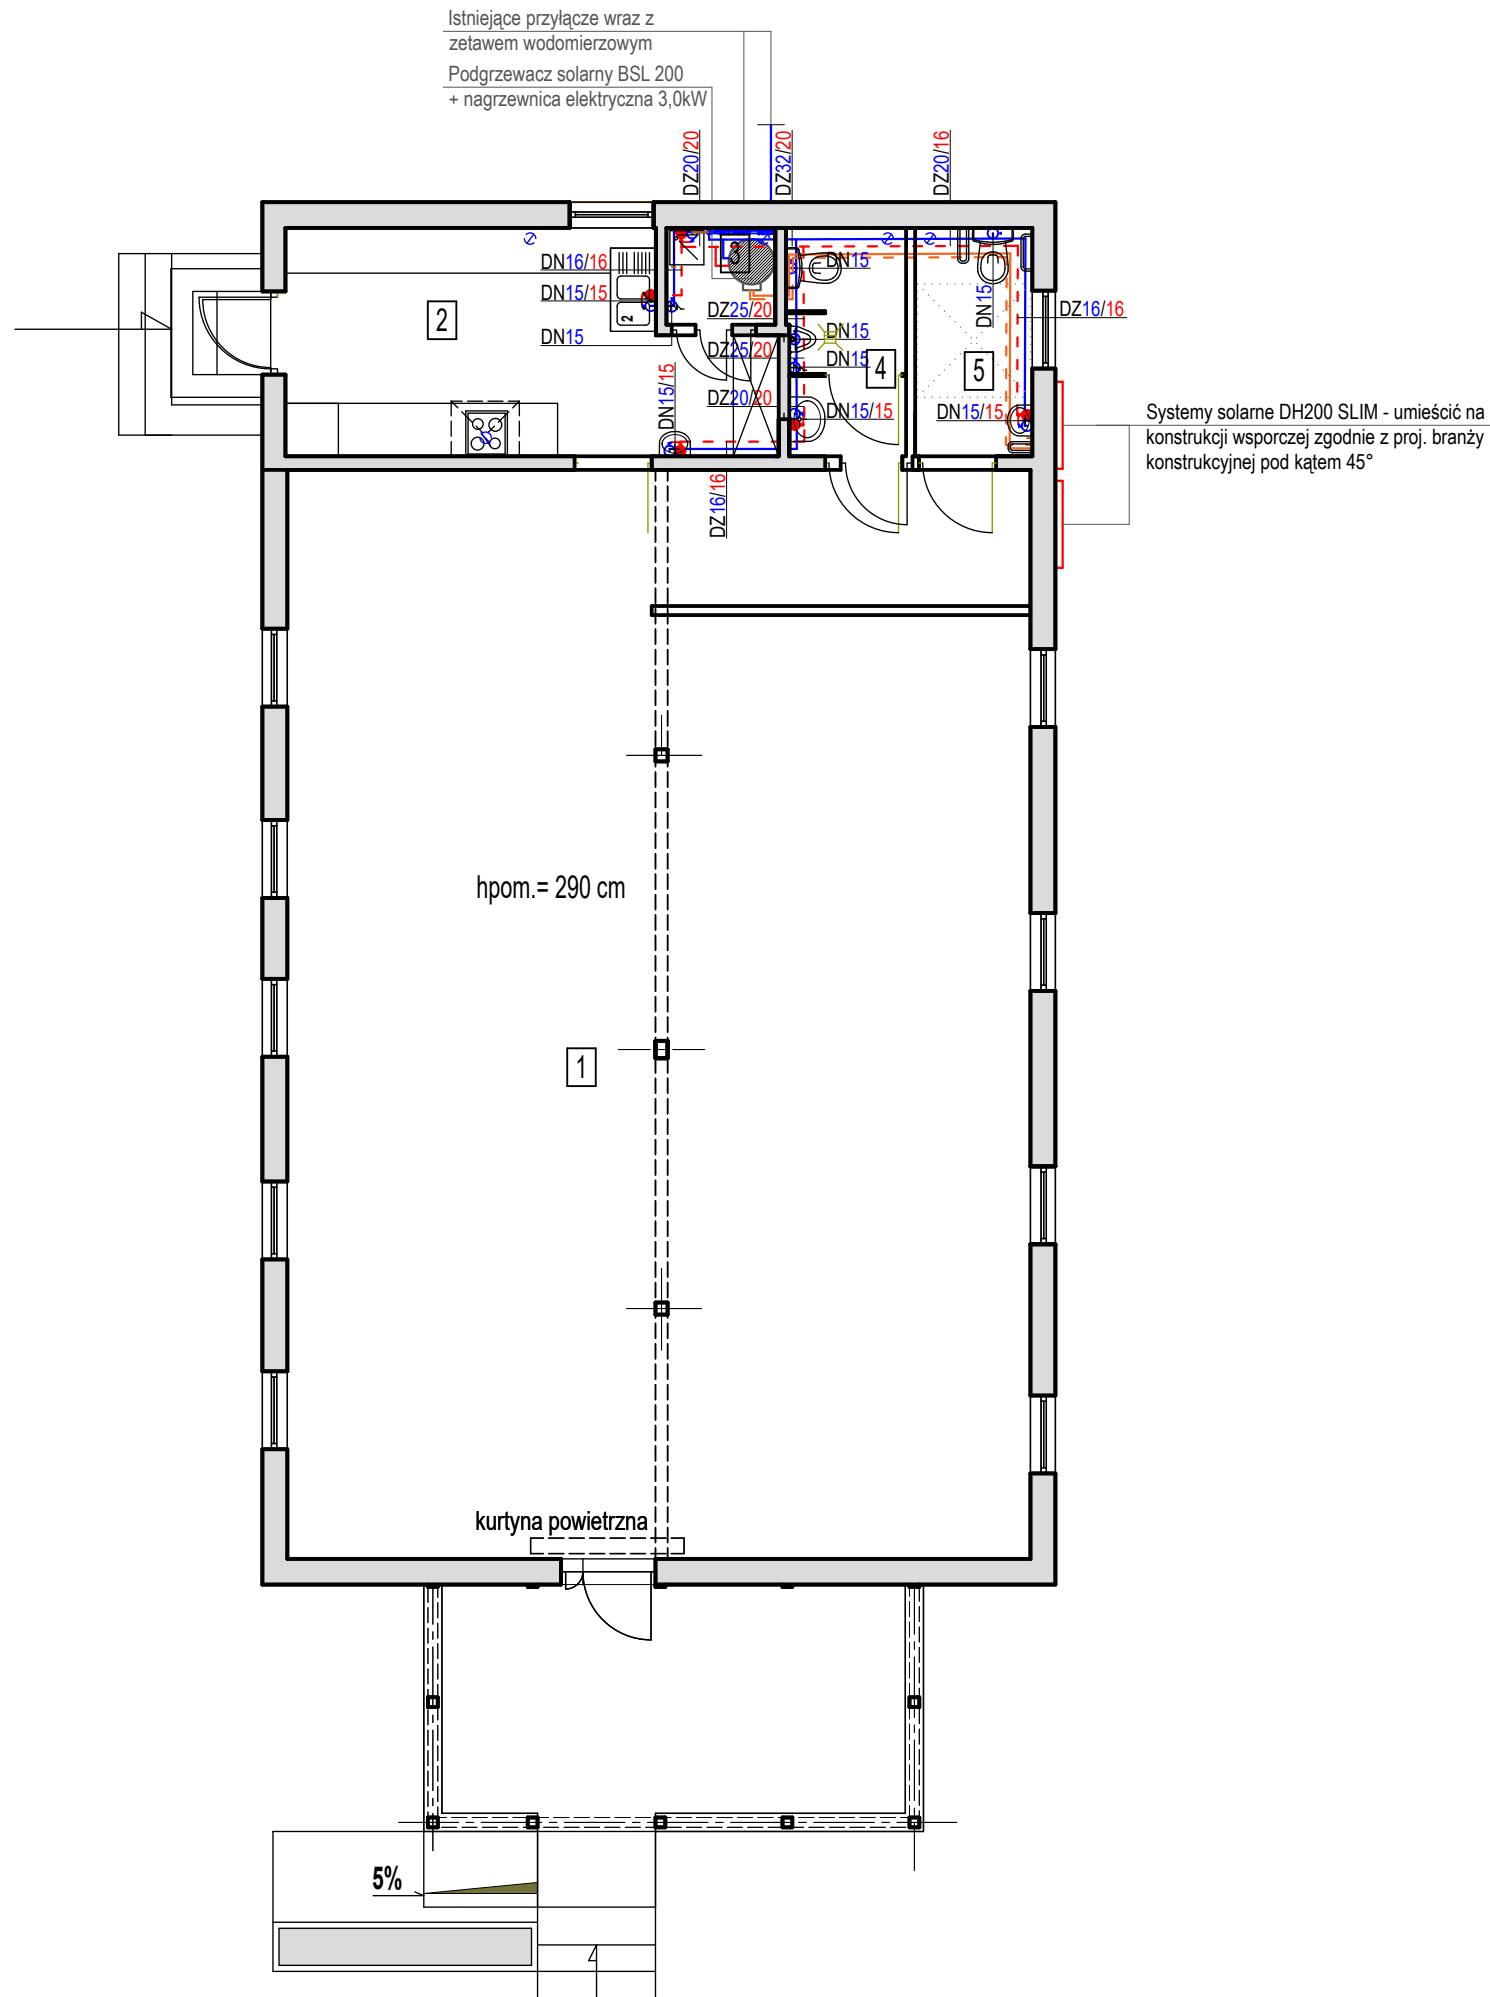 Istniejące przyłącze wraz z
zetawem wodomierzowym
Podgrzewacz solarny BSL 200
+ nagrzewnica elektryczna 3,0kW
DZ20/20
DZ32/20
DZ20/16
DN16/16
DN15/15
DN15
2
2
3
DZ25/20
DZ25/20
DZ20/20
DN15/15
DN15
DN15
DN15
DN15/15
4
DN15
5
DN15/15
DZ16/16
DZ16/16
Systemy solarne DH200 SLIM - umieścić na
konstrukcji wsporczej zgodnie z proj. branży
konstrukcyjnej pod kątem 45°
hpom.= 290 cm
1
kurtyna powietrzna
5%